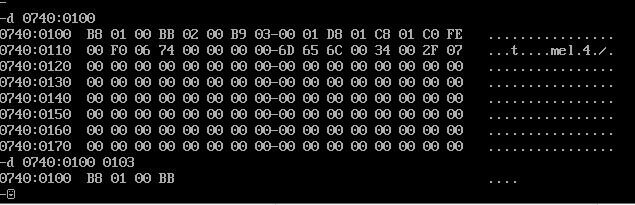 -
-d 0740:0100
0740:0100  B8 01 00 BB 02 00 B9 03-00 01 D8 01 C8 01 C0 FE   ................
0740:0110  00 F0 06 74 00 00 00 00-6D 65 6C 00 34 00 2F 07   ...t....mel.4./.
0740:0120  00 00 00 00 00 00 00 00-00 00 00 00 00 00 00 00   ................
0740:0130  00 00 00 00 00 00 00 00-00 00 00 00 00 00 00 00   ................
0740:0140  00 00 00 00 00 00 00 00-00 00 00 00 00 00 00 00   ................
0740:0150  00 00 00 00 00 00 00 00-00 00 00 00 00 00 00 00   ................
0740:0160  00 00 00 00 00 00 00 00-00 00 00 00 00 00 00 00   ................
0740:0170  00 00 00 00 00 00 00 00-00 00 00 00 00 00 00 00   ................
-d 0740:0100 0103
0740:0100  B8 01 00 BB                                       ....
-